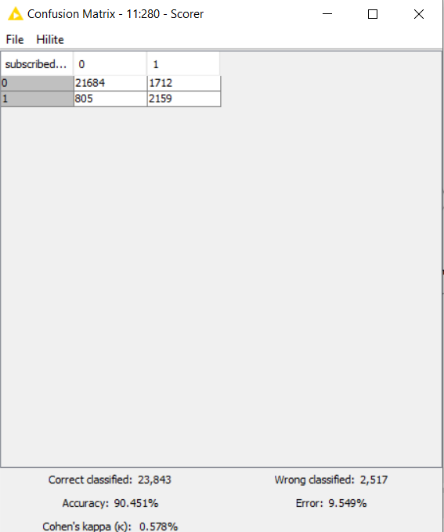 Confusion Matrix - 11:280 - Scorer
File Hilite
subscribed... 0 1
0 21684 1712
1 805 2159
Correct classified: 23,843 Wrong classified: 2,517
Accuracy: 90.451% Error: 9.549%
Cohen's kappa (κ): 0.578%